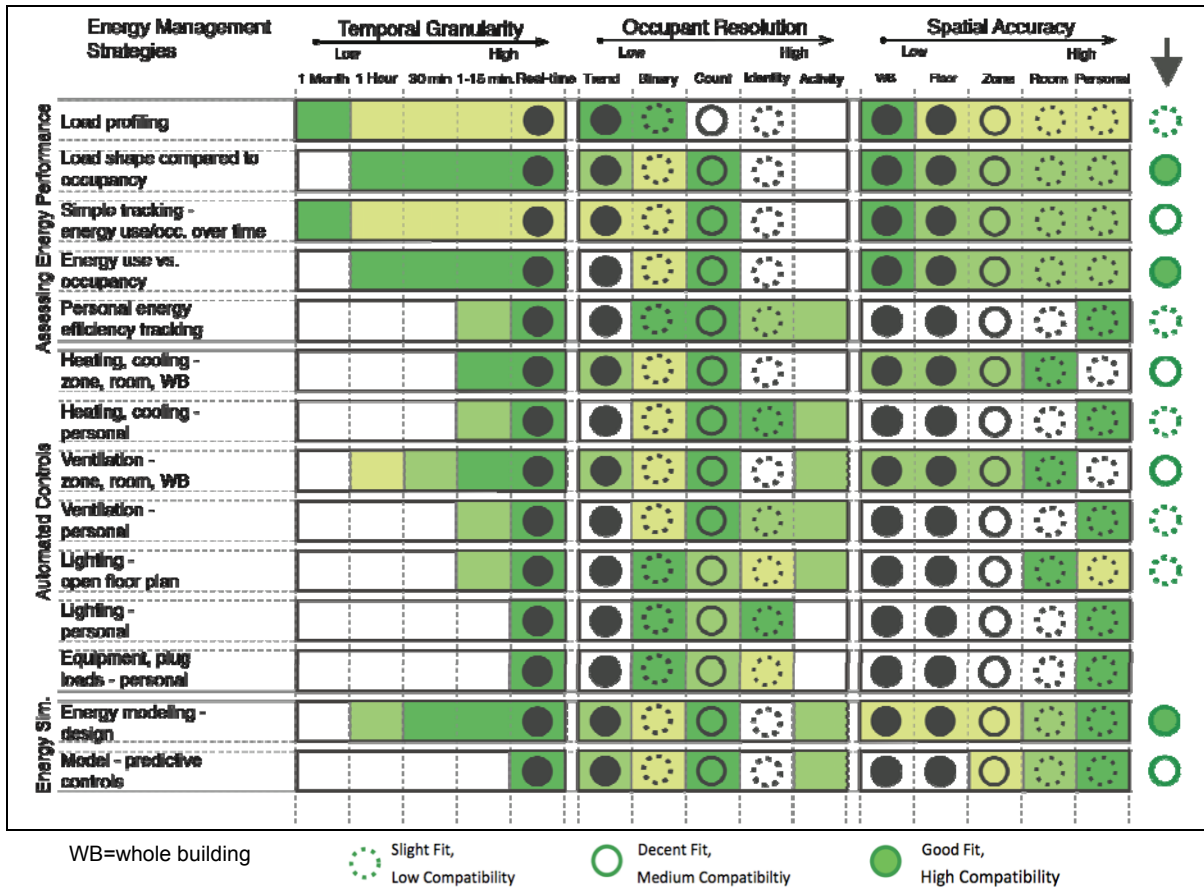 Energy Management
Strategies
Temporal Granularity
Low
High
1 Month
1 Hour
30 min
1-15 min.
Real-time
Occupant Resolution
Low
High
Trend
Binary
Count
Identity
Activity
Spatial Accuracy
Low
High
WB
Floor
Zone
Room
Personal
Assessing Energy Performance
Load profiling
Load shape compared to
occupancy
Simple tracking -
energy use/occ. over time
Energy use vs.
occupancy
Personal energy
efficiency tracking
Automated Controls
Heating, cooling -
zone, room, WB
Heating, cooling -
personal
Ventilation -
zone, room, WB
Ventilation -
personal
Lighting -
open floor plan
Lighting -
personal
Equipment, plug
loads - personal
Energy Sim.
Energy modeling -
design
Model - predictive
controls
WB=whole building
Slight Fit,
Low Compatibility
Decent Fit,
Medium Compatibiltiy
Good Fit,
High Compatibility